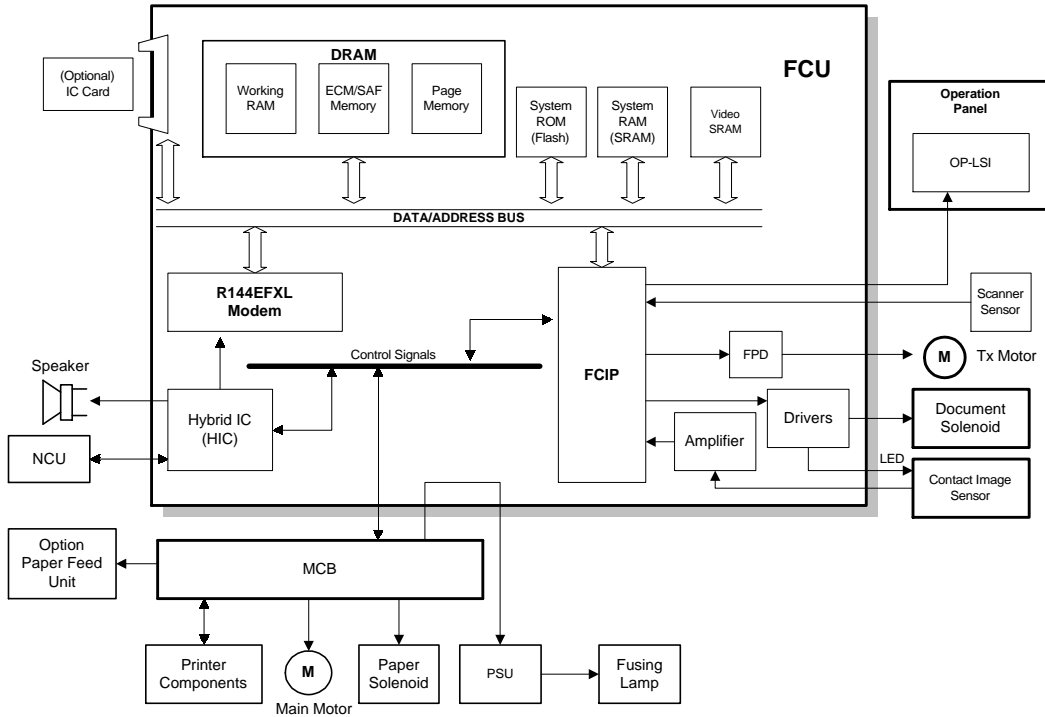 DRAM
FCU
(Optional)
IC Card
Working
RAM
ECM/SAF
Memory
Page
Memory
System
ROM
(Flash)
System
RAM
(SRAM)
Video
SRAM
Operation
Panel
OP-LSI
DATA/ADDRESS BUS
R144EFXL
Modem
Scanner
Sensor
Control Signals
FCIP
FPD
M
Tx Motor
Speaker
Hybrid IC
(HIC)
Drivers
Document
Solenoid
Amplifier
NCU
LED
Contact Image
Sensor
Option
Paper Feed
Unit
MCB
Printer
Components
M
Main Motor
Paper
Solenoid
PSU
Fusing
Lamp